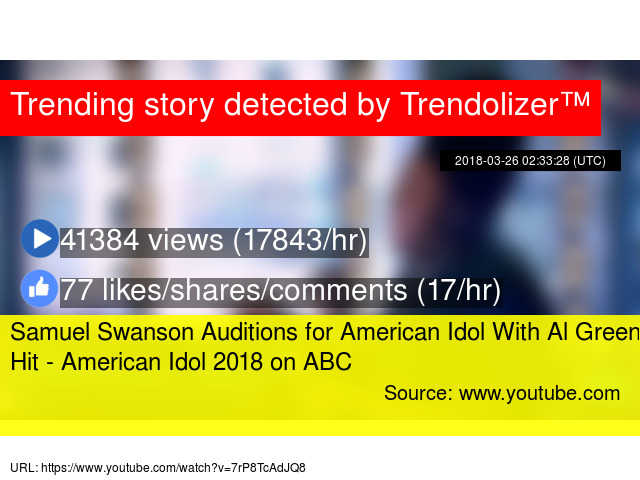 Trending story detected by Trendolizer™
2018-03-26 02:33:28 (UTC)
41384 views (17843/hr)
77 likes/shares/comments (17/hr)
Samuel Swanson Auditions for American Idol With Al Green
Hit - American Idol 2018 on ABC
Source: www.youtube.com
URL: https://www.youtube.com/watch?v=7rP8TcAdJQ8